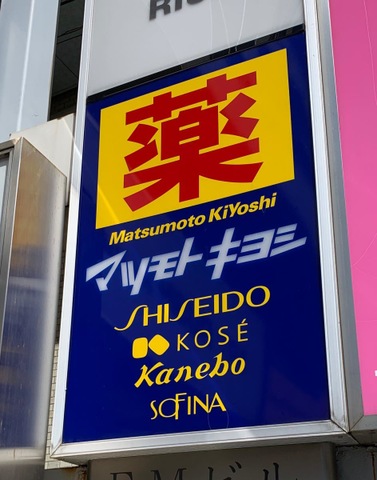 薬
Matsumoto KiYoshi
マツモトキヨシ
SHISEIDO
KOSÉ
Kanebo
SOFINA